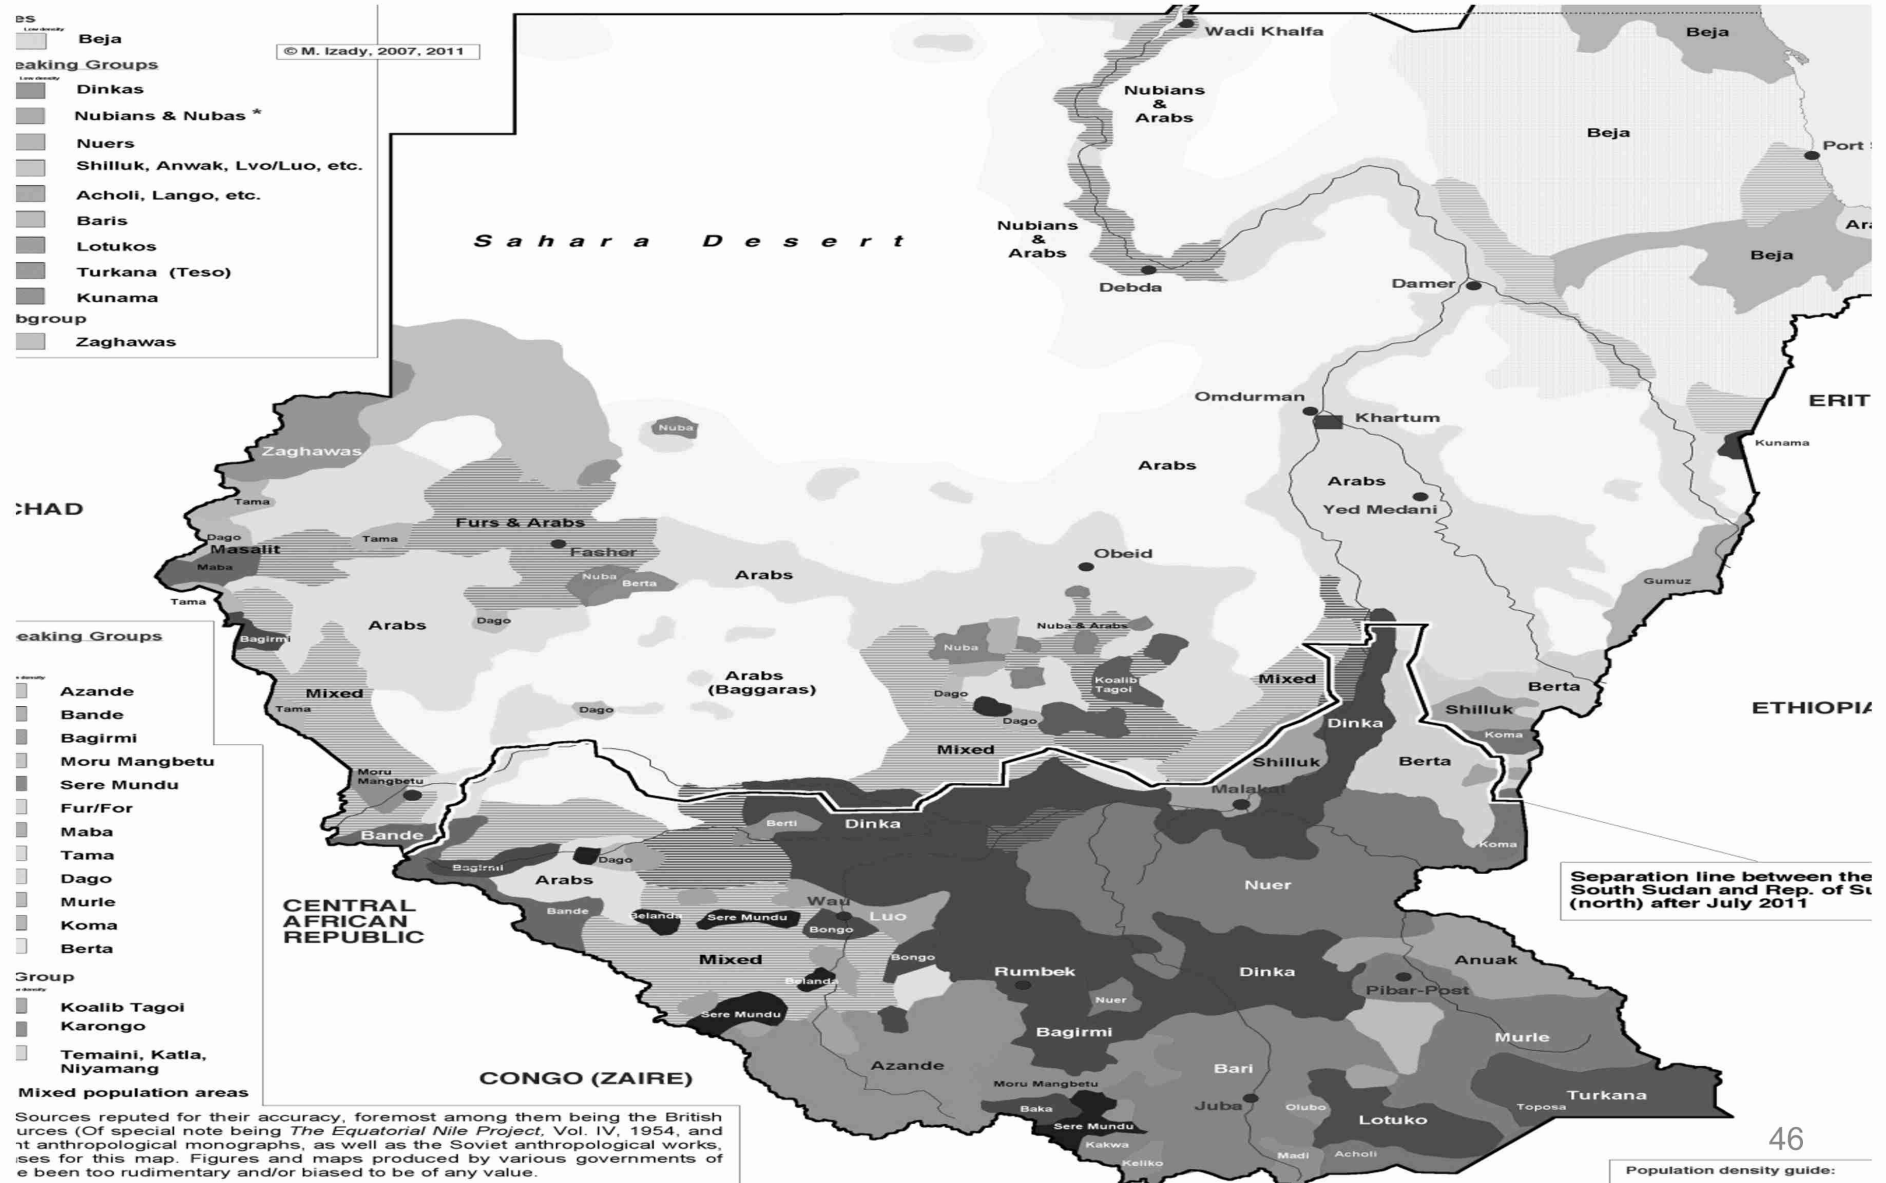 es
Low density
Beja
eaking Groups
Low density
Dinkas
Nubians & Nubas *
Nuers
Shilluk, Anwak, Lvo/Luo, etc.
Acholi, Lango, etc.
Baris
Lotukos
Turkana (Teso)
Kunama
bgroup
Zaghawas
© M. Izady, 2007, 2011
Wadi Khalfa
Beja
Nubians
&
Arabs
Beja
Port
Sahara Desert
Nubians
&
Arabs
Ara
Beja
Debda
Damer
Omdurman
Khartum
ERIT
Nuba
Kunama
Zaghawas
Arabs
Arabs
Tama
CHAD
Yed Medani
Furs & Arabs
Dago
Tama
Masalit
Fasher
Obeid
Maba
Nuba
Berta
Arabs
Gumuz
Tama
Arabs
Dago
Nuba & Arabs
Bagirmi
Nuba
Mixed
Arabs
(Baggaras)
Koalib
Tagoi
Mixed
Berta
Tama
Dago
Dago
Dago
Shilluk
ETHIOPIA
Dinka
Koma
Mixed
Shilluk
Berta
Moru
Mangbetu
Malakal
Bande
Berti
Dinka
Koma
Bagirmi
Dago
Arabs
Nuer
Separation line between the
South Sudan and Rep. of Su
(north) after July 2011
CENTRAL
AFRICAN
REPUBLIC
Bande
Belanda
Sere Mundu
Wau
Luo
Bongo
Mixed
Bongo
Anuak
Belanda
Rumbek
Dinka
Pibar-Post
Nuer
Sere Mundu
Bagirmi
Murle
Azande
Bari
CONGO (ZAIRE)
Moru Mangbetu
Turkana
Baka
Juba
Olubo
Toposa
Lotuko
Sere Mundu
Kakwa
Madi
Acholi
Keliko
eaking Groups
density
Azande
Bande
Bagirmi
Moru Mangbetu
Sere Mundu
Fur/For
Maba
Tama
Dago
Murle
Koma
Berta
Group
density
Koalib Tagoi
Karongo
Temaini, Katla,
Niyamang
Mixed population areas
Sources reputed for their accuracy, foremost among them being the British
urces (Of special note being The Equatorial Nile Project, Vol. IV, 1954, and
nt anthropological monographs, as well as the Soviet anthropological works,
ses for this map. Figures and maps produced by various governments of
e been too rudimentary and/or biased to be of any value.
46
Population density guide: